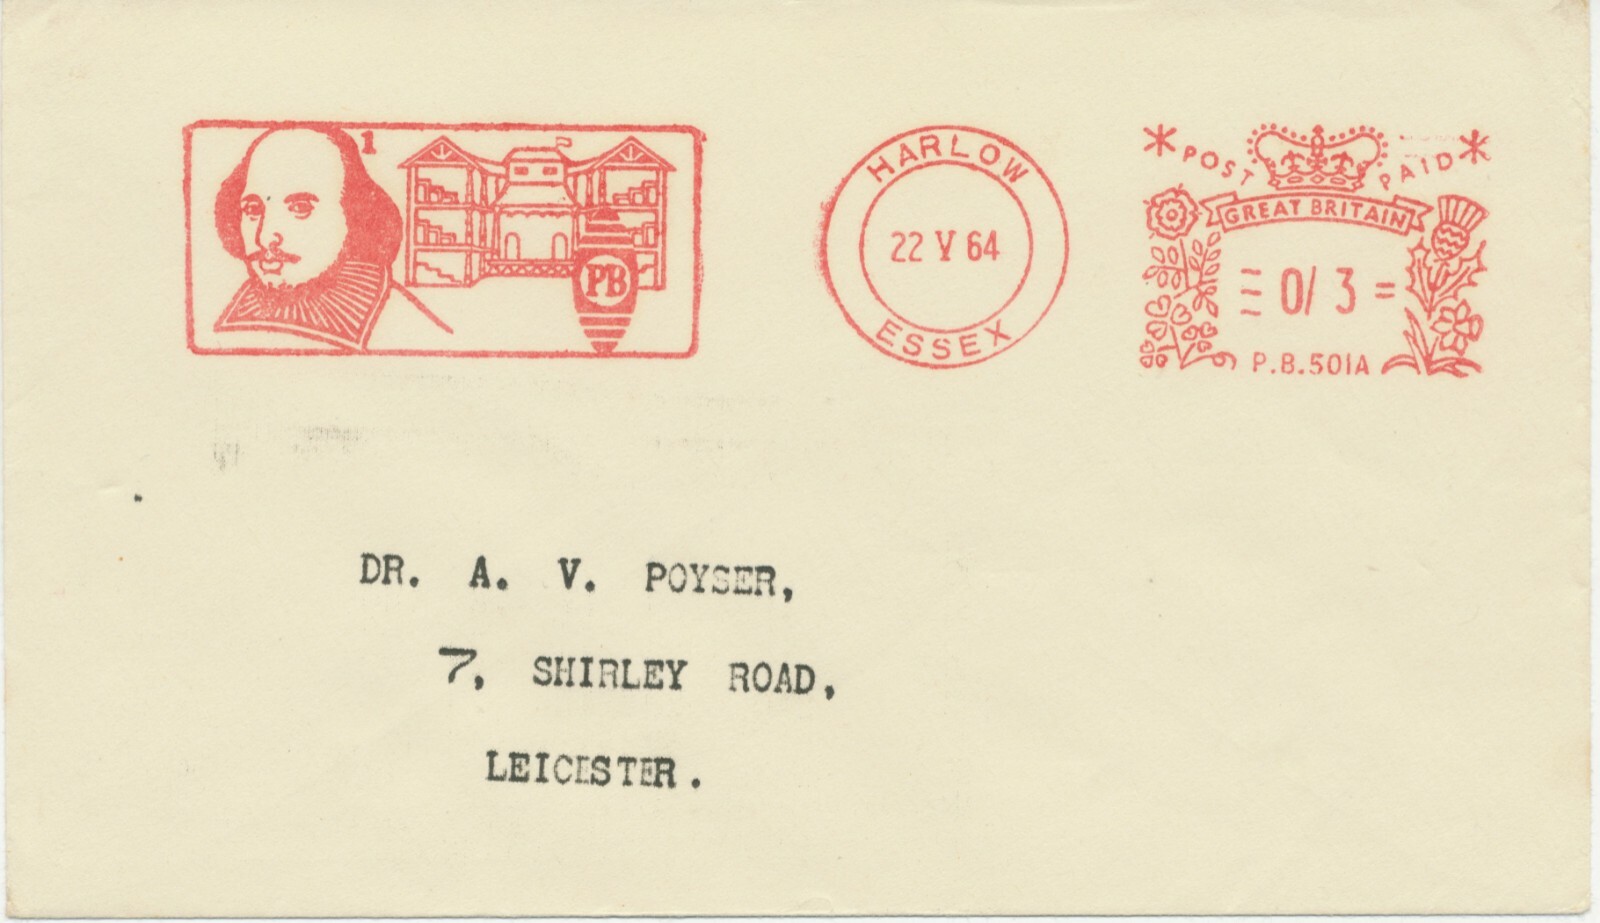 1
PB
HARLOW
22 V 64
ESSEX
POST PAID
GREAT BRITAIN
0/3
P.B.501A
DR. A. V. POYSER,
7, SHIRLEY ROAD,
LEICESTER.